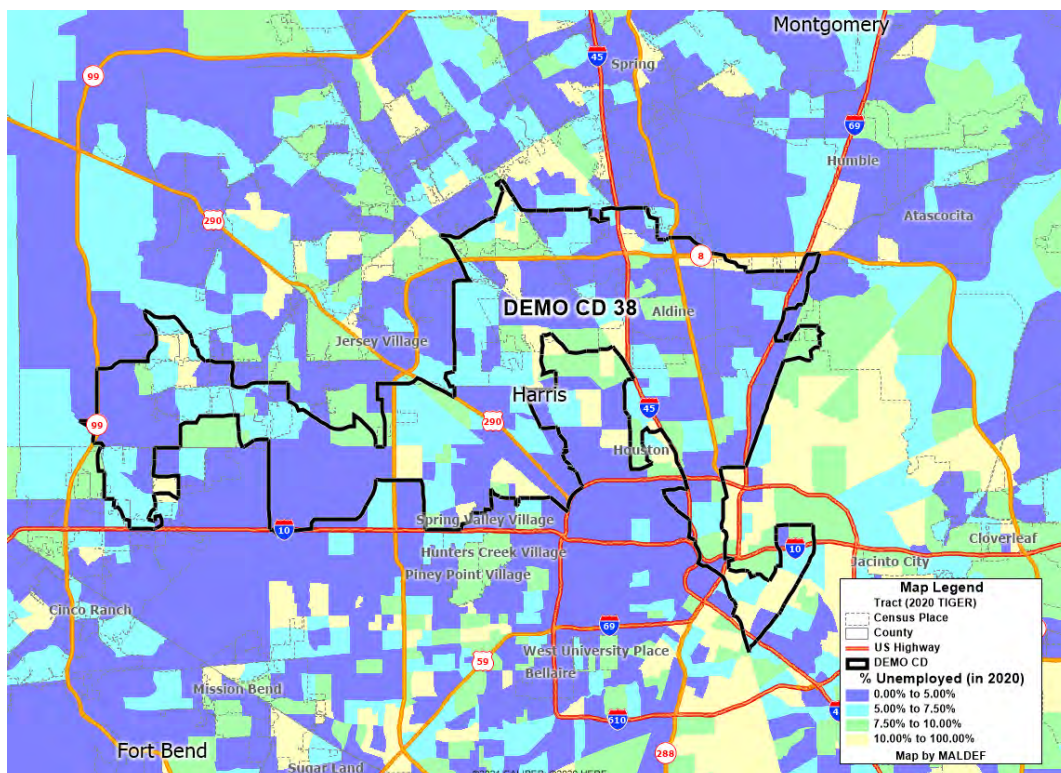 Montgomery
45
Spring
99
69
Humble
290
Atascocita
8
DEMO CD 38
Aldine
Jersey Village
Harris
99
290
45
Houston
Spring Valley Village
10
Cloverleaf
Hunters Creek Village
10
Jacinto City
Piney Point Village
Cinco Ranch
69
West University Place
59
Bellaire
Mission Bend
610
Fort Bend
288
Sugar Land
Map Legend
Tract (2020 TIGER)
Census Place
County
US Highway
DEMO CD
% Unemployed (in 2020)
0.00% to 5.00%
5.00% to 7.50%
7.50% to 10.00%
10.00% to 100.00%
Map by MALDEF